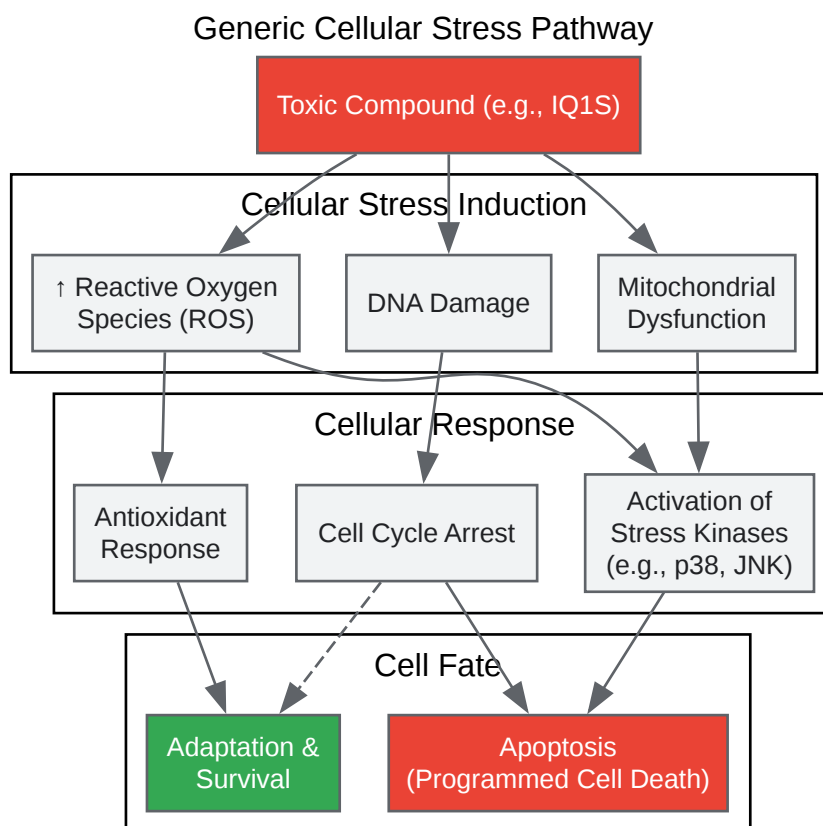 Generic Cellular Stress Pathway
Toxic Compound (e.g., IQ1S)
Cellular Stress Induction
↑ Reactive Oxygen
Species (ROS)
DNA Damage
Mitochondrial
Dysfunction
Cellular Response
Antioxidant
Response
Cell Cycle Arrest
Activation of
Stress Kinases
(e.g., p38, JNK)
Cell Fate
Adaptation &
Survival
Apoptosis
(Programmed Cell Death)